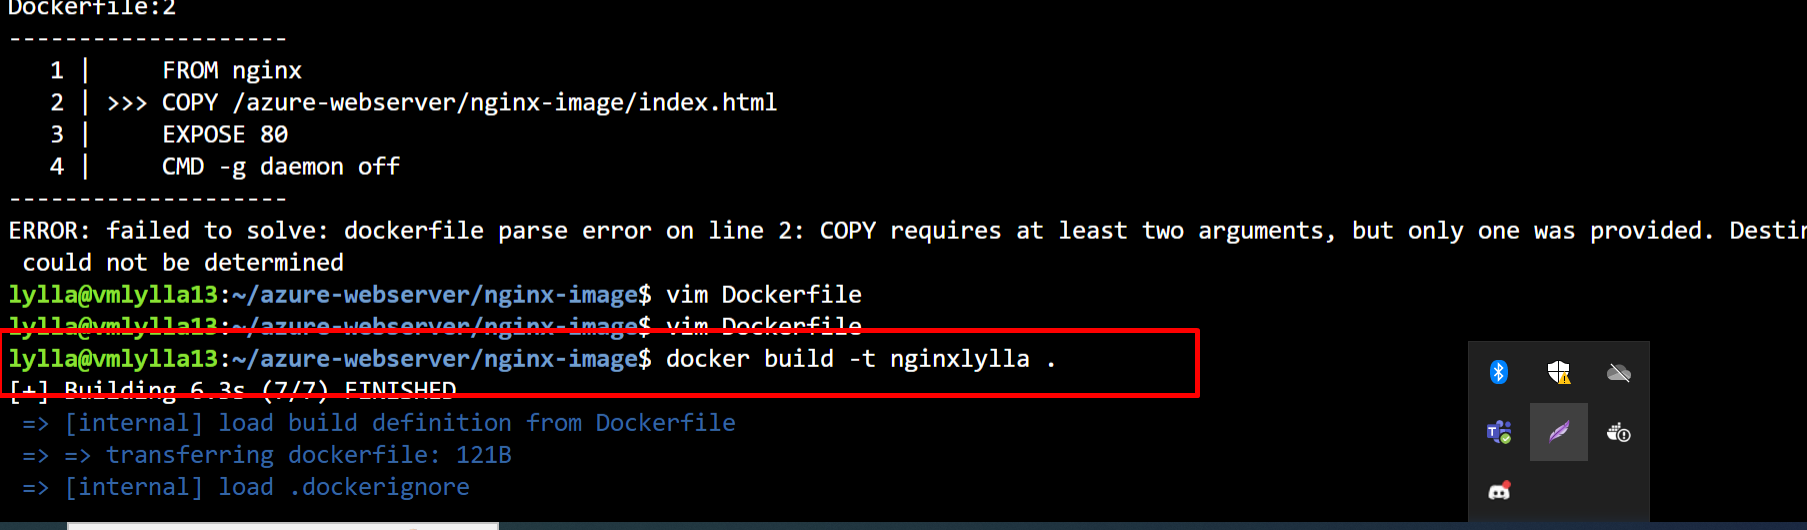 Dockerfile:2
--------------------
1 | FROM nginx
2 | >>> COPY /azure-webserver/nginx-image/index.html
3 | EXPOSE 80
4 | CMD -g daemon off
--------------------
ERROR: failed to solve: dockerfile parse error on line 2: COPY requires at least two arguments, but only one was provided. Destin
could not be determined
lylla@vmlylla13:~/azure-webserver/nginx-image$ vim Dockerfile
lylla@vmlylla13:~/azure-webserver/nginx-image$ vim Dockerfile
lylla@vmlylla13:~/azure-webserver/nginx-image$ docker build -t nginxlylla .
[+] Building 6.3s (7/7) FINISHED
=> [internal] load build definition from Dockerfile
=> => transferring dockerfile: 121B
=> [internal] load .dockerignore